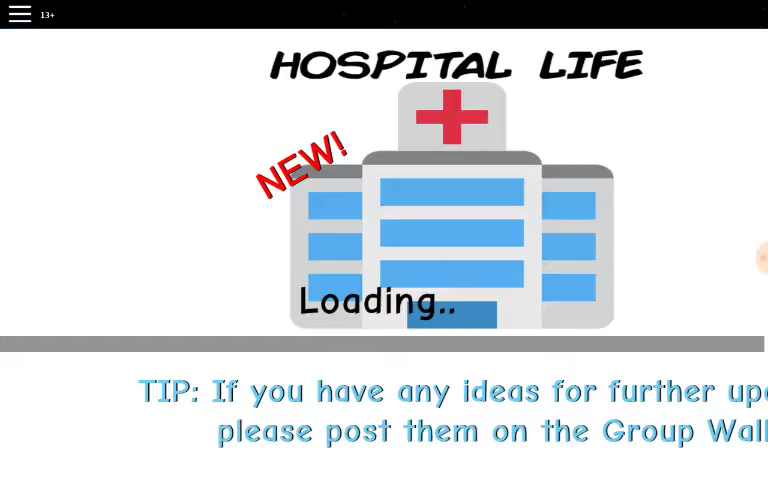 13+
HOSPITAL LIFE
NEW!
Loading..
TIP: If you have any ideas for further
please post them on the Group